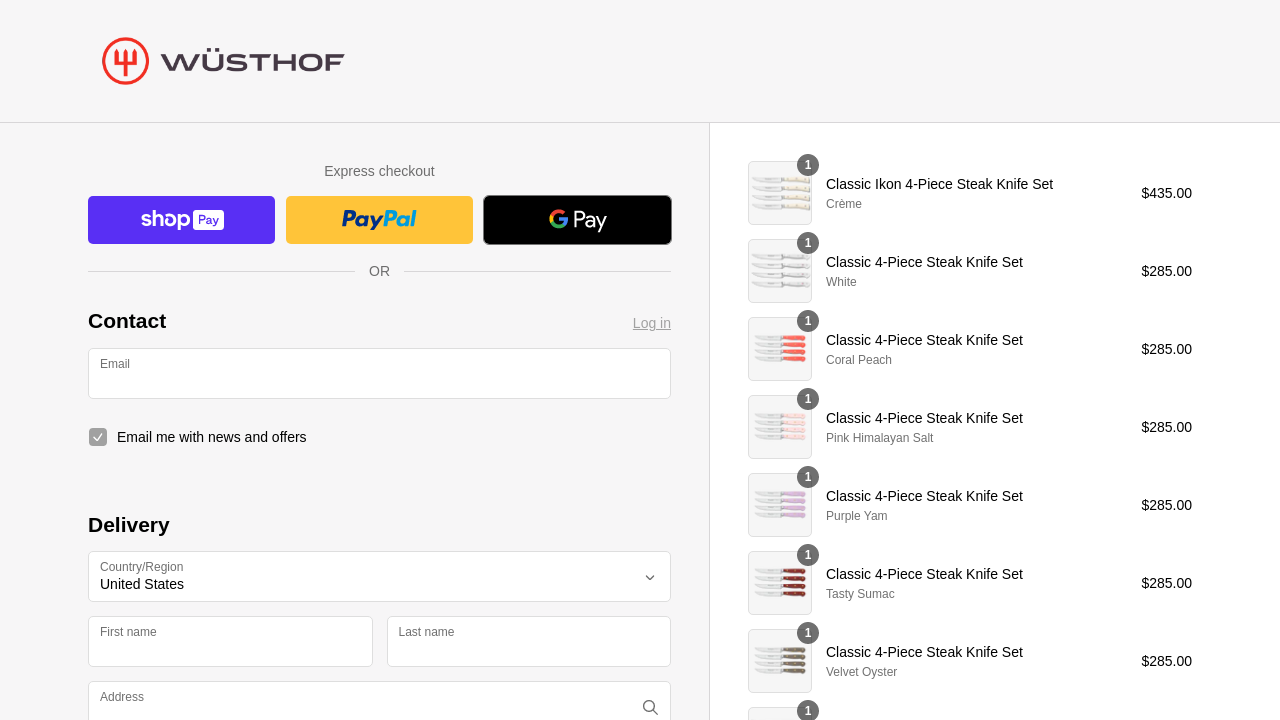 WÜSTHOF
Express checkout
shop Pay
PayPal
G Pay
OR
Contact
Log in
Email
Email me with news and offers
Delivery
Country/Region
United States
First name
Last name
Address
1
Classic Ikon 4-Piece Steak Knife Set
Crème
$435.00
1
Classic 4-Piece Steak Knife Set
White
$285.00
1
Classic 4-Piece Steak Knife Set
Coral Peach
$285.00
1
Classic 4-Piece Steak Knife Set
Pink Himalayan Salt
$285.00
1
Classic 4-Piece Steak Knife Set
Purple Yam
$285.00
1
Classic 4-Piece Steak Knife Set
Tasty Sumac
$285.00
1
Classic 4-Piece Steak Knife Set
Velvet Oyster
$285.00
1